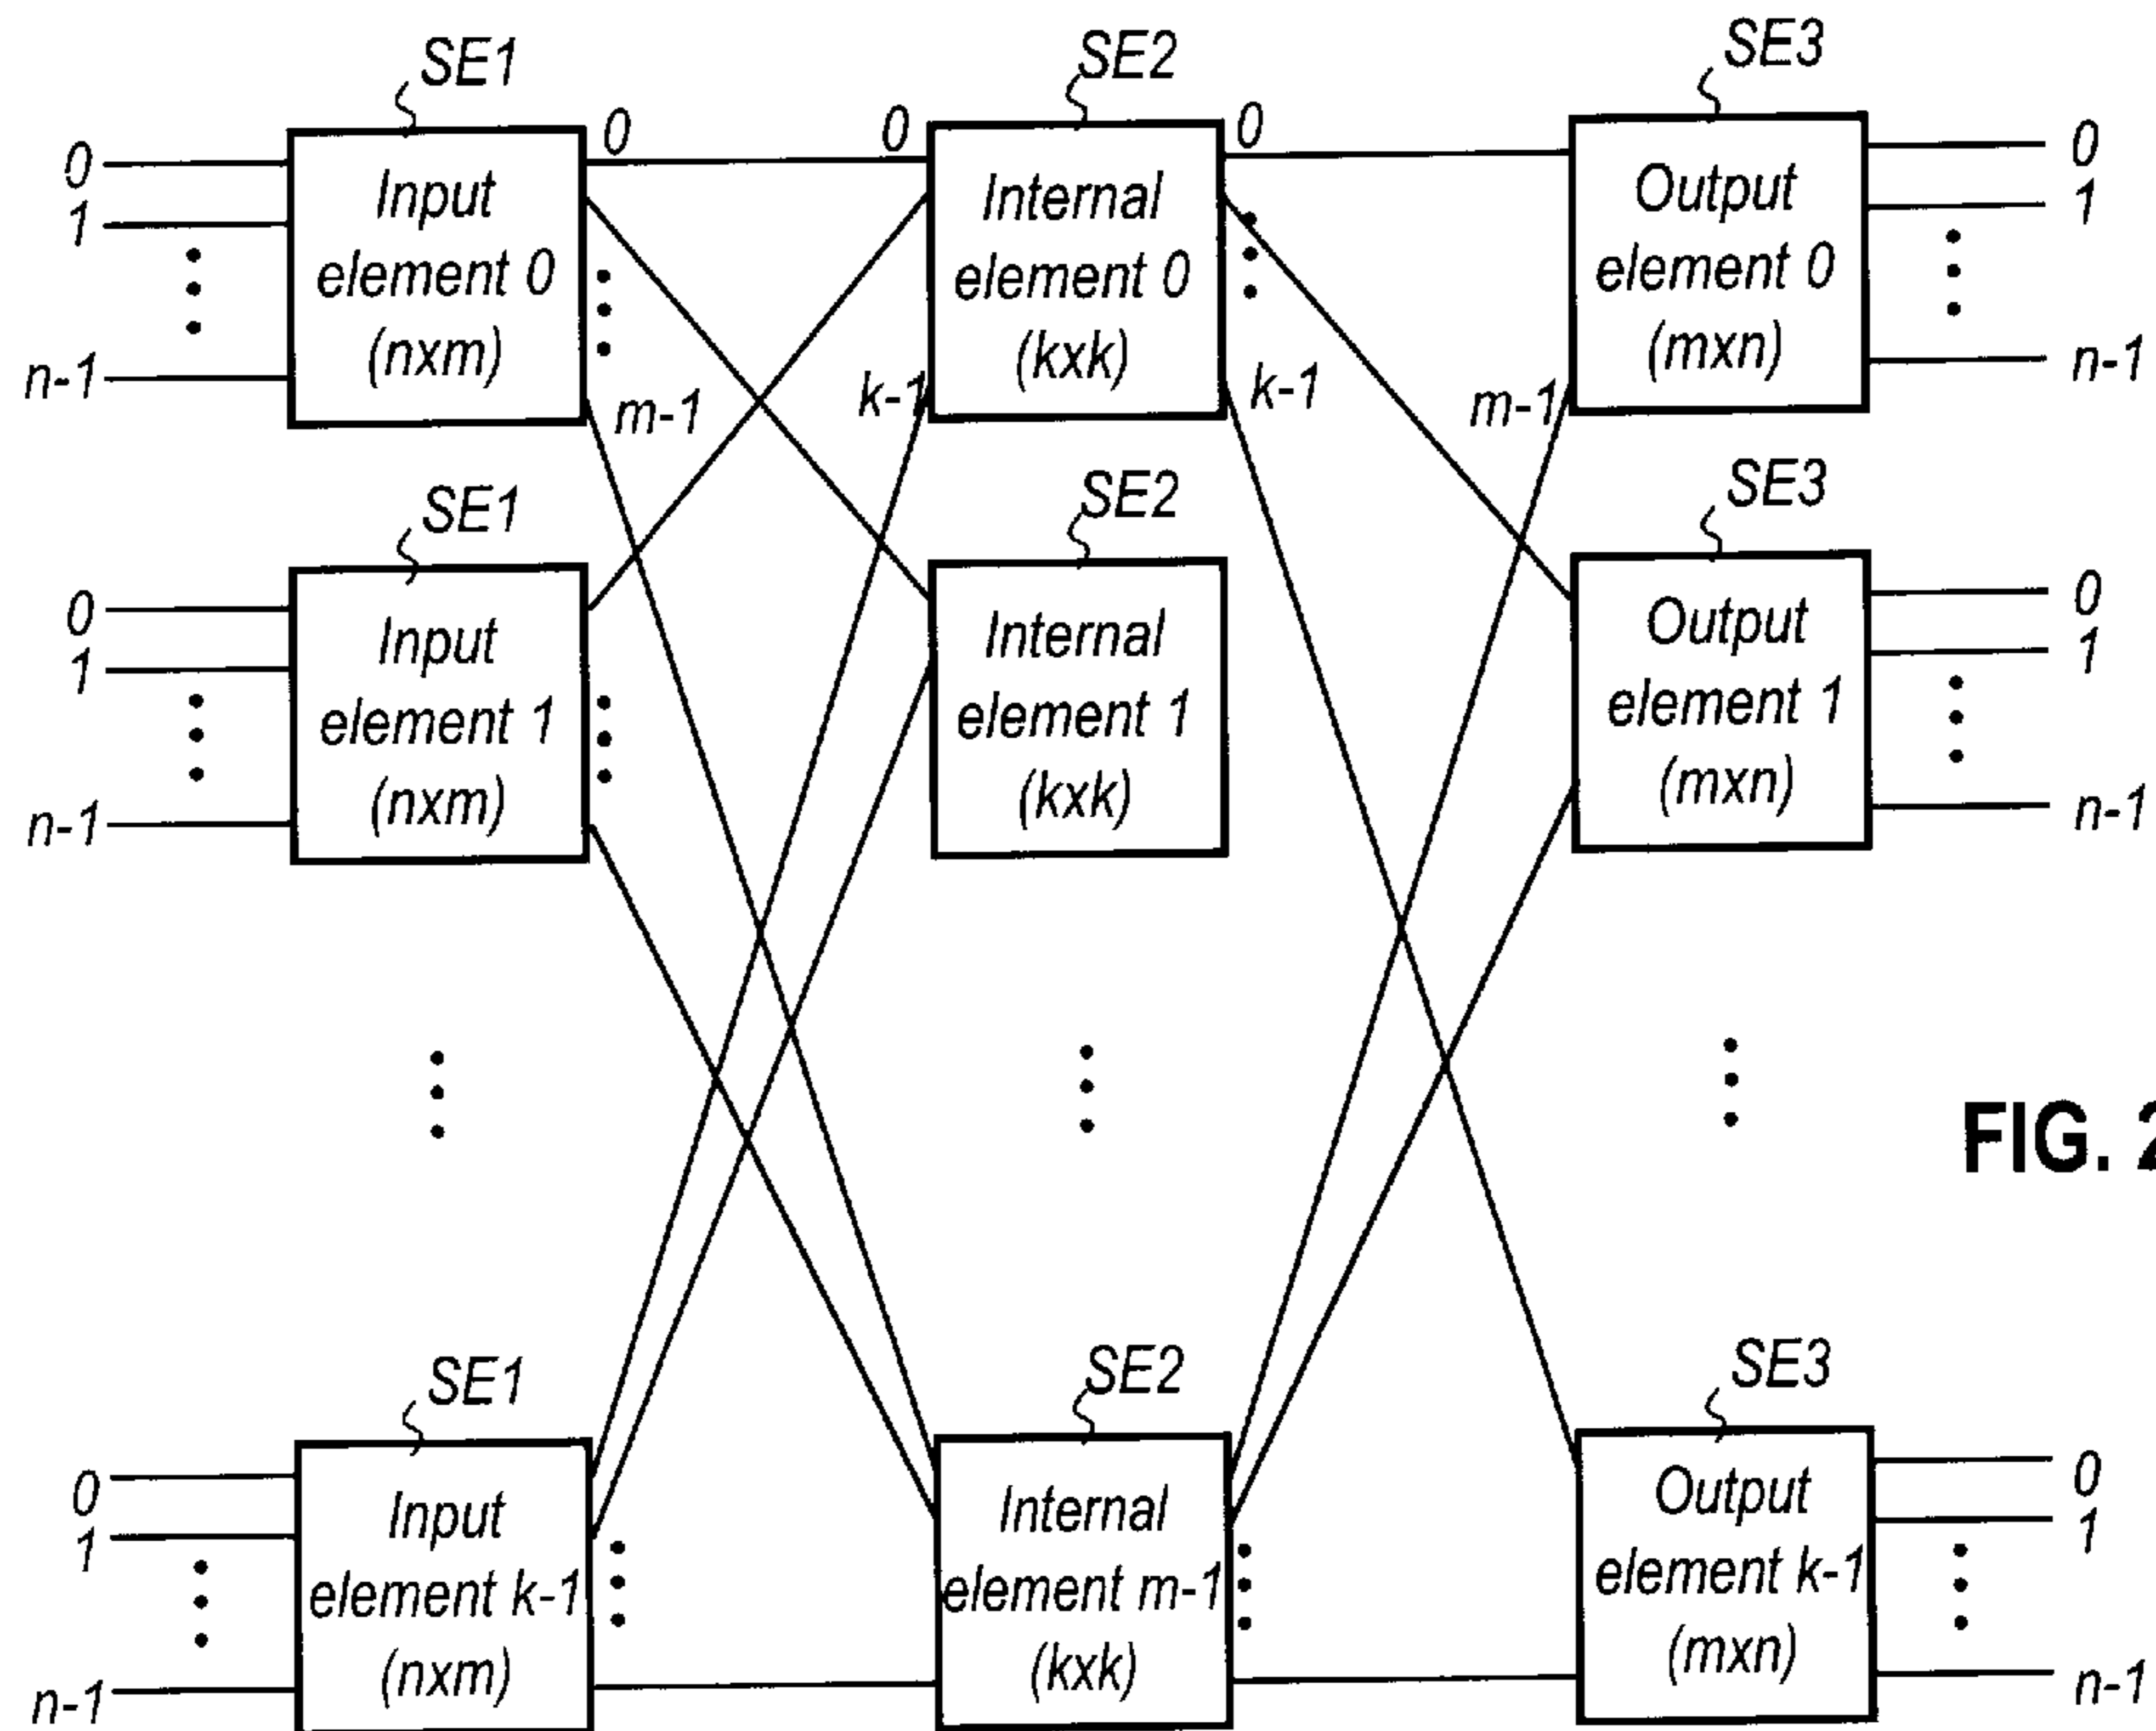 SE1
SE2
SE3
0
1
n-1
Input
element 0
(nxm)
0
m-1
0
k-1
Internal
element 0
(kxk)
0
k-1
m-1
Output
element 0
(mxn)
0
1
n-1
SE1
SE2
SE3
0
1
n-1
Input
element 1
(nxm)
Internal
element 1
(kxk)
Output
element 1
(mxn)
0
1
n-1
FIG. 2
SE1
SE2
SE3
0
1
n-1
Input
element k-1
(nxm)
Internal
element m-1
(kxk)
Output
element k-1
(mxn)
0
1
n-1